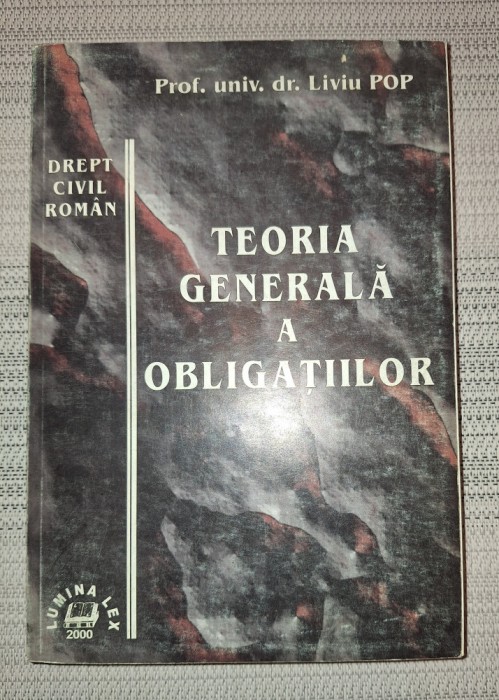 Prof. univ. dr. Liviu POP
DREPT
CIVIL
ROMÂN
TEORIA
GENERALĂ
A
OBLIGAȚIILOR
LUMINA LEX
2000